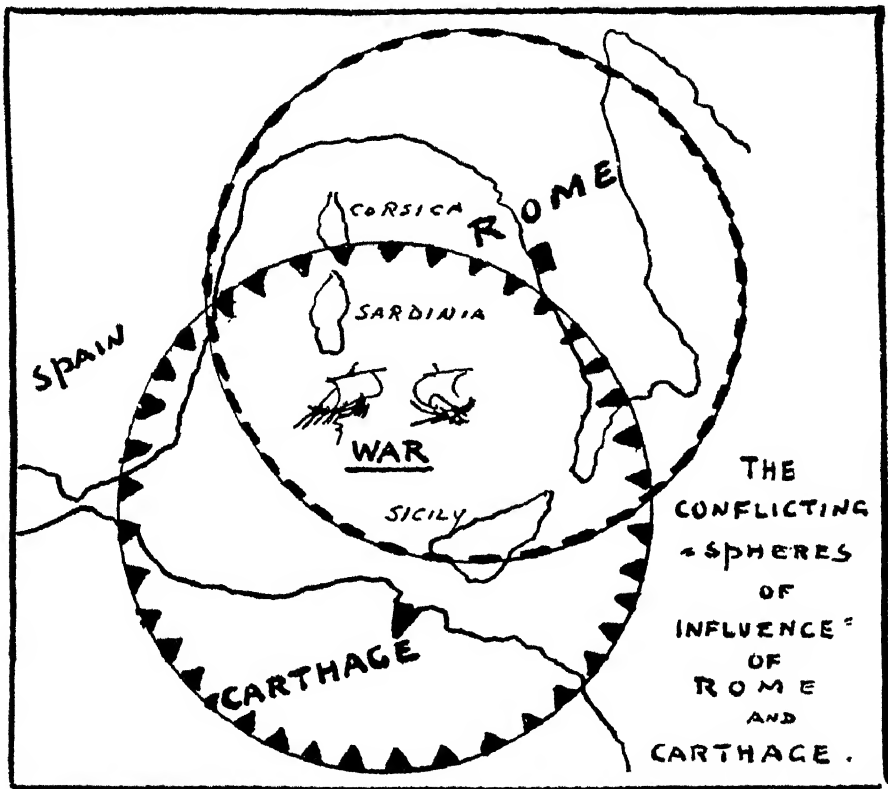 CORSICA
ROME
SARDINIA
SPAIN
WAR
SICILY
CARTHAGE
THE
CONFLICTING
"SPHERES
OF
INFLUENCE"
OF
ROME
AND
CARTHAGE.